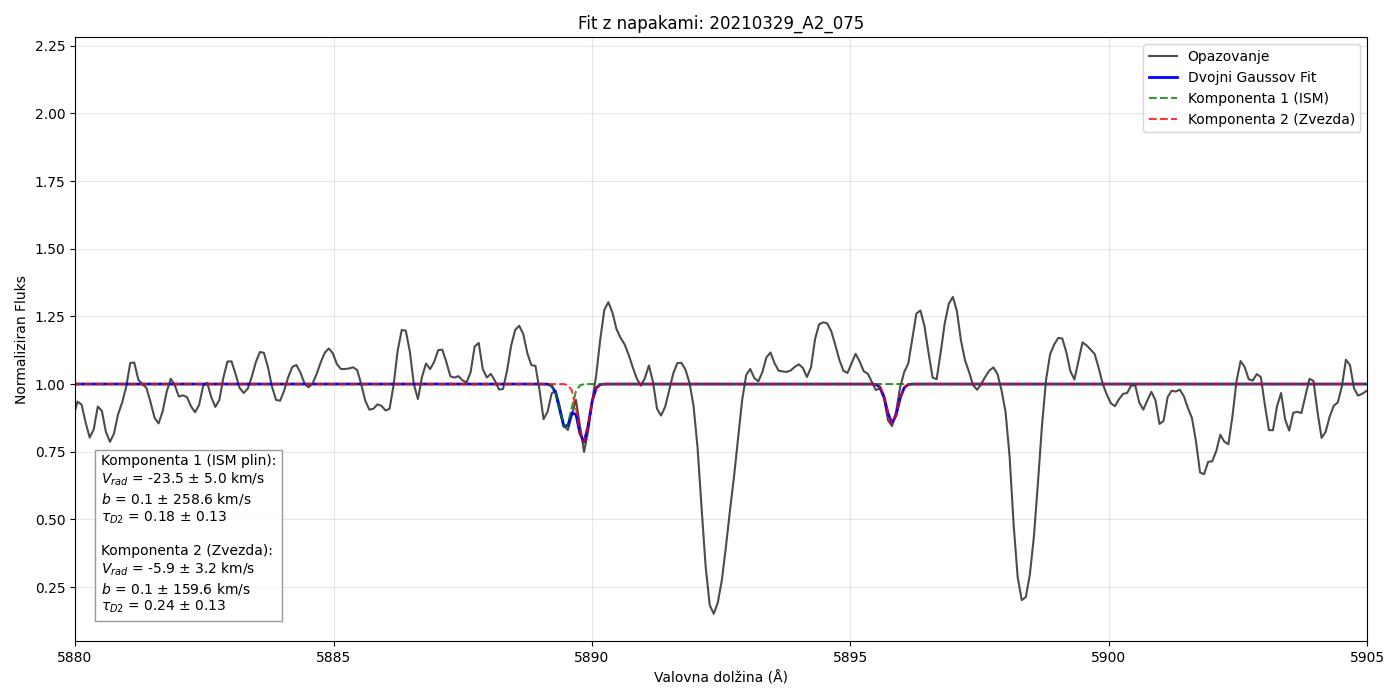 Fit z napakami: 20210329_A2_075
Normaliziran Fluks
2.25
2.00
1.75
1.50
1.25
1.00
0.75
0.50
0.25
Opazovanje
Dvojni Gaussov Fit
Komponenta 1 (ISM)
Komponenta 2 (Zvezda)
Komponenta 1 (ISM plin):
V_rad = -23.5 ± 5.0 km/s
b = 0.1 ± 258.6 km/s
τ_D2 = 0.18 ± 0.13
Komponenta 2 (Zvezda):
V_rad = -5.9 ± 3.2 km/s
b = 0.1 ± 159.6 km/s
τ_D2 = 0.24 ± 0.13
5880 5885 5890 5895 5900 5905
Valovna dolžina (Å)